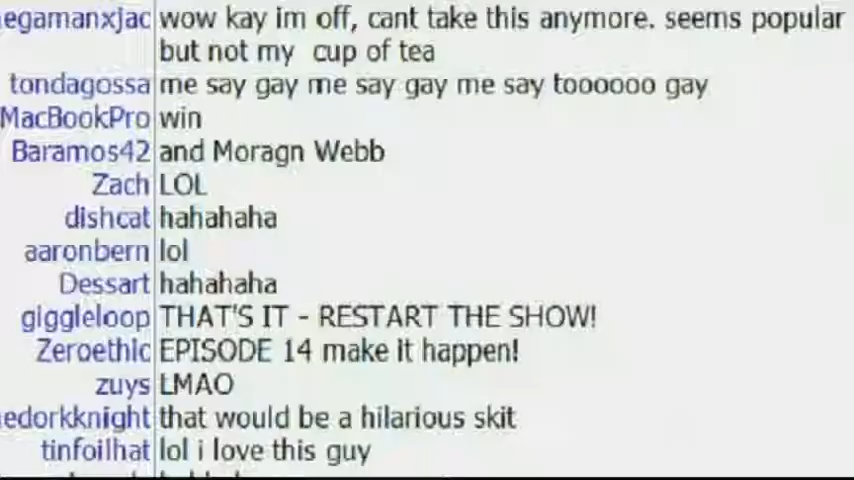 egamanxjac wow kay im off, cant take this anymore. seems popular
but not my cup of tea
tondagossa me say gay me say gay me say toooooo gay
MacBookPro win
Baramos42 and Moragn Webb
Zach LOL
dishcat hahahaha
aaronbern lol
Dessart hahahaha
giggleloop THAT'S IT - RESTART THE SHOW!
Zeroethic EPISODE 14 make it happen!
zuys LMAO
nedorkknight that would be a hilarious skit
tinfoilhat lol i love this guy